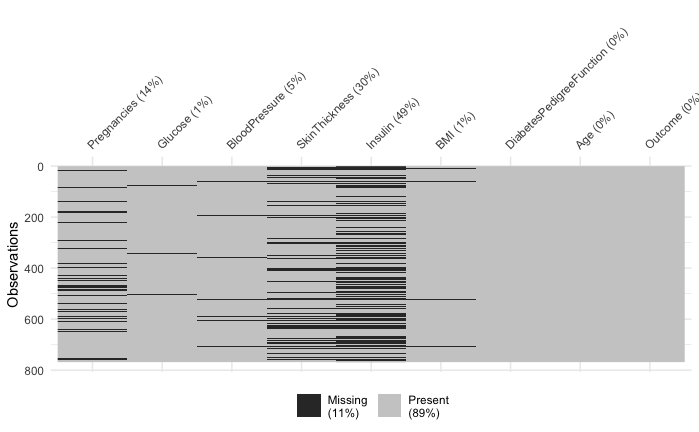 Pregnancies (14%)
Glucose (1%)
BloodPressure (5%)
SkinThickness (30%)
Insulin (49%)
BMI (1%)
DiabetesPedigreeFunction (0%)
Age (0%)
Outcome (0%)
Observations
0
200
400
600
800
Missing
(11%)
Present
(89%)